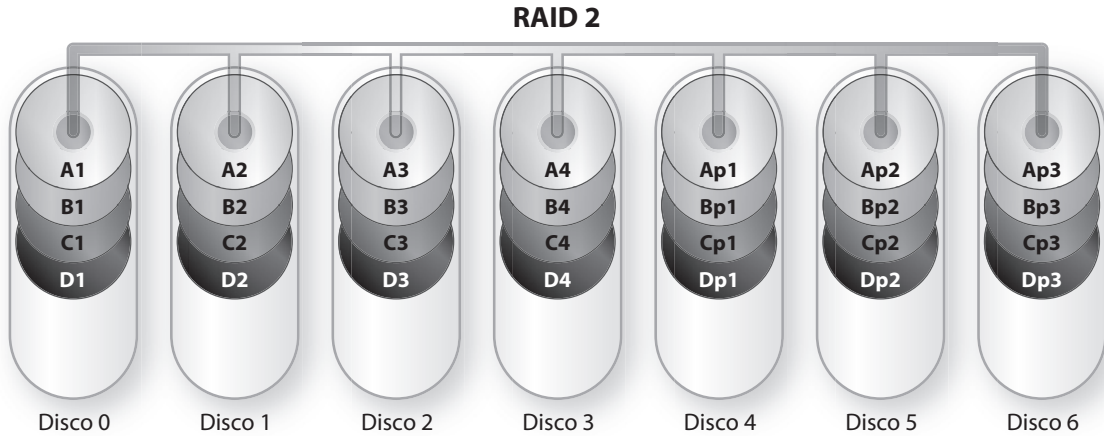 RAID 2
A1 A2 A3 A4 Ap1 Ap2 Ap3
B1 B2 B3 B4 Bp1 Bp2 Bp3
C1 C2 C3 C4 Cp1 Cp2 Cp3
D1 D2 D3 D4 Dp1 Dp2 Dp3
Disco 0 Disco 1 Disco 2 Disco 3 Disco 4 Disco 5 Disco 6